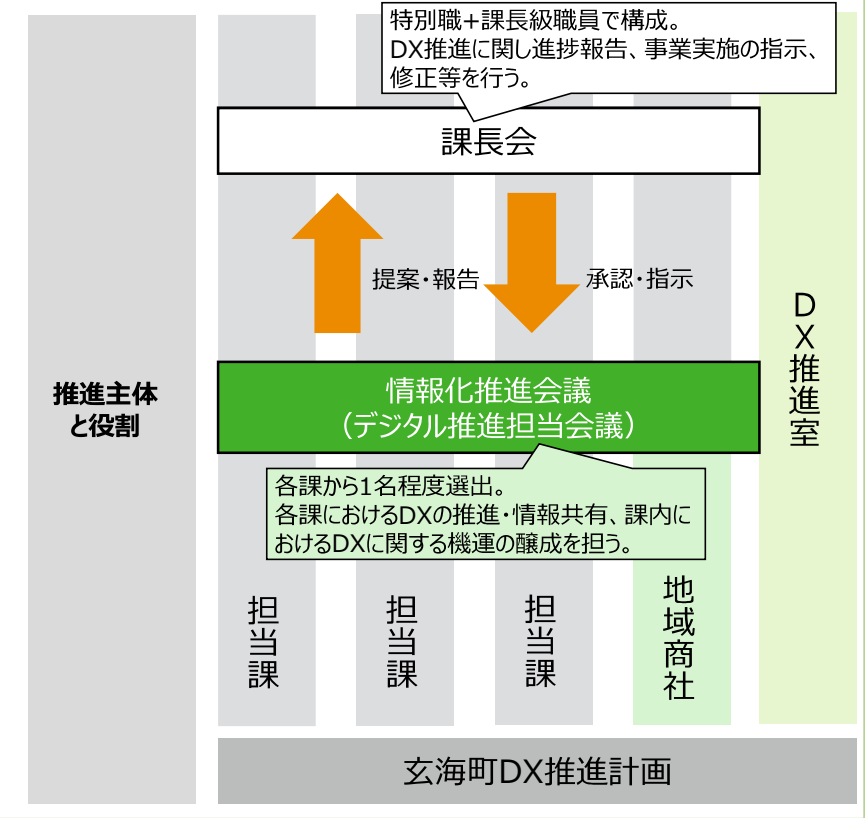 特別職+課長級職員で構成。
DX推進に関し進捗報告、事業実施の指示、
修正等を行う。
課長会
提案・報告
承認・指示
DX推進室
推進主体
と役割
情報化推進会議
（デジタル推進担当会議）
各課から1名程度選出。
各課におけるDXの推進・情報共有、課内に
おけるDXに関する機運の醸成を担う。
担当課
担当課
担当課
地域商社
玄海町DX推進計画